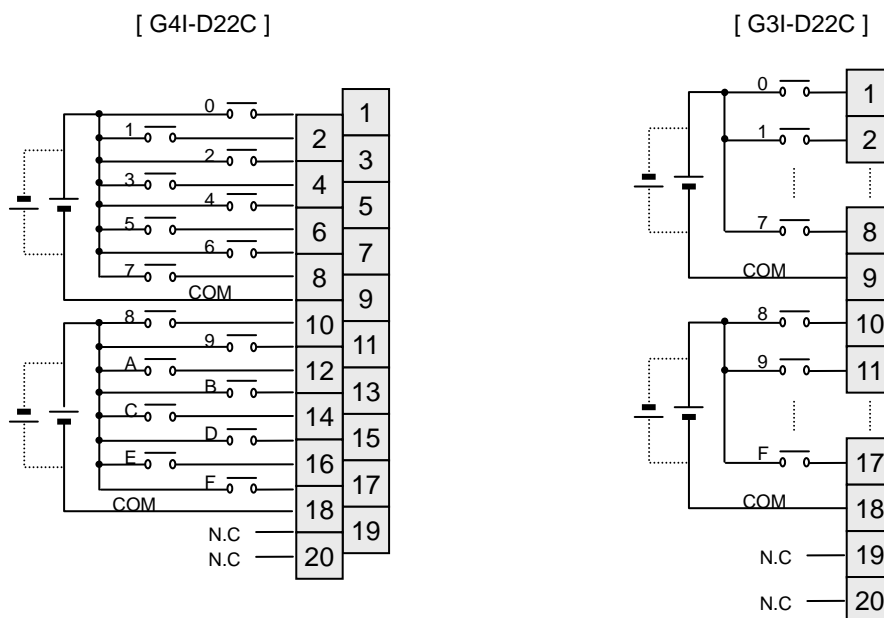 [ G4I-D22C ]
0 1
1 2
2 3
3 4
4 5
5 6
6 7
7 8
COM 9
8 10
9 11
A 12
B 13
C 14
D 15
E 16
F 17
COM 18
N.C 19
N.C 20
[ G3I-D22C ]
0 1
1 2
7 8
COM 9
8 10
9 11
F 17
COM 18
N.C 19
N.C 20